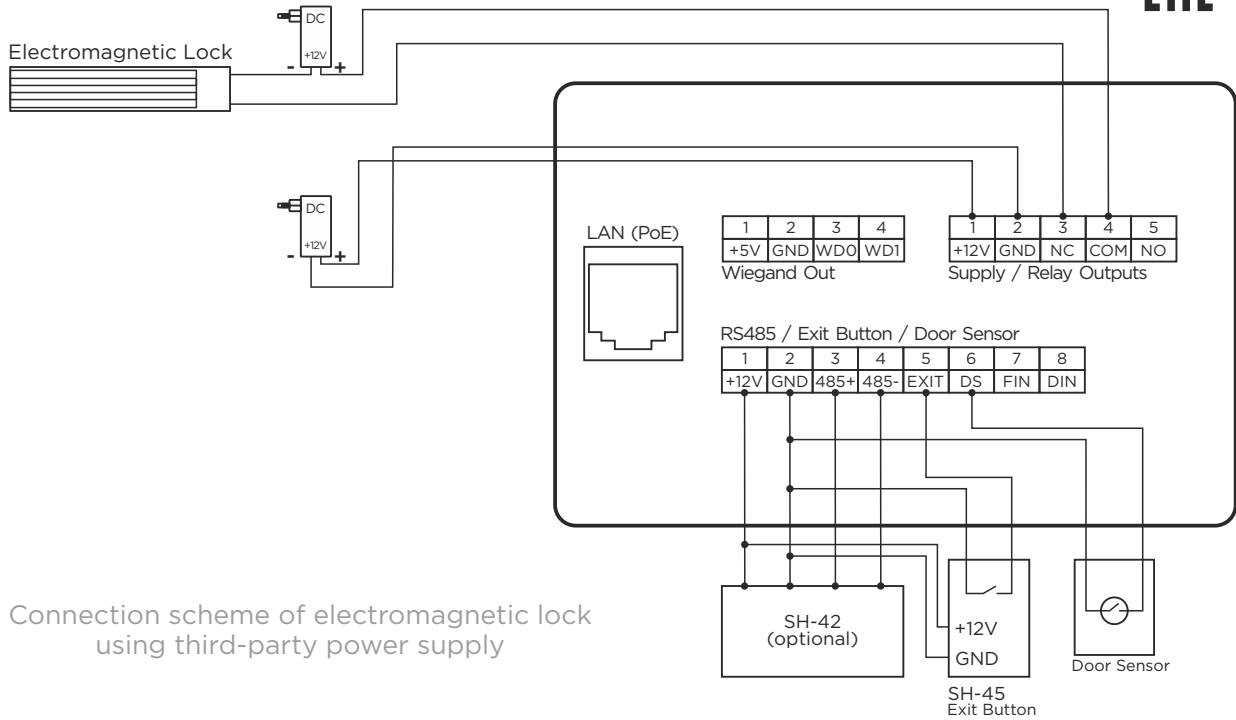 DC
+12V
- +
Electromagnetic Lock
DC
+12V
- +
LAN (PoE)
1 2 3 4
+5V GND WD0 WD1
Wiegand Out
1 2 3 4 5
+12V GND NC COM NO
Supply / Relay Outputs
RS485 / Exit Button / Door Sensor
1 2 3 4 5 6 7 8
+12V GND 485+ 485- EXIT DS FIN DIN
SH-42
(optional)
+12V
GND
SH-45
Exit Button
Door Sensor
Connection scheme of electromagnetic lock
using third-party power supply